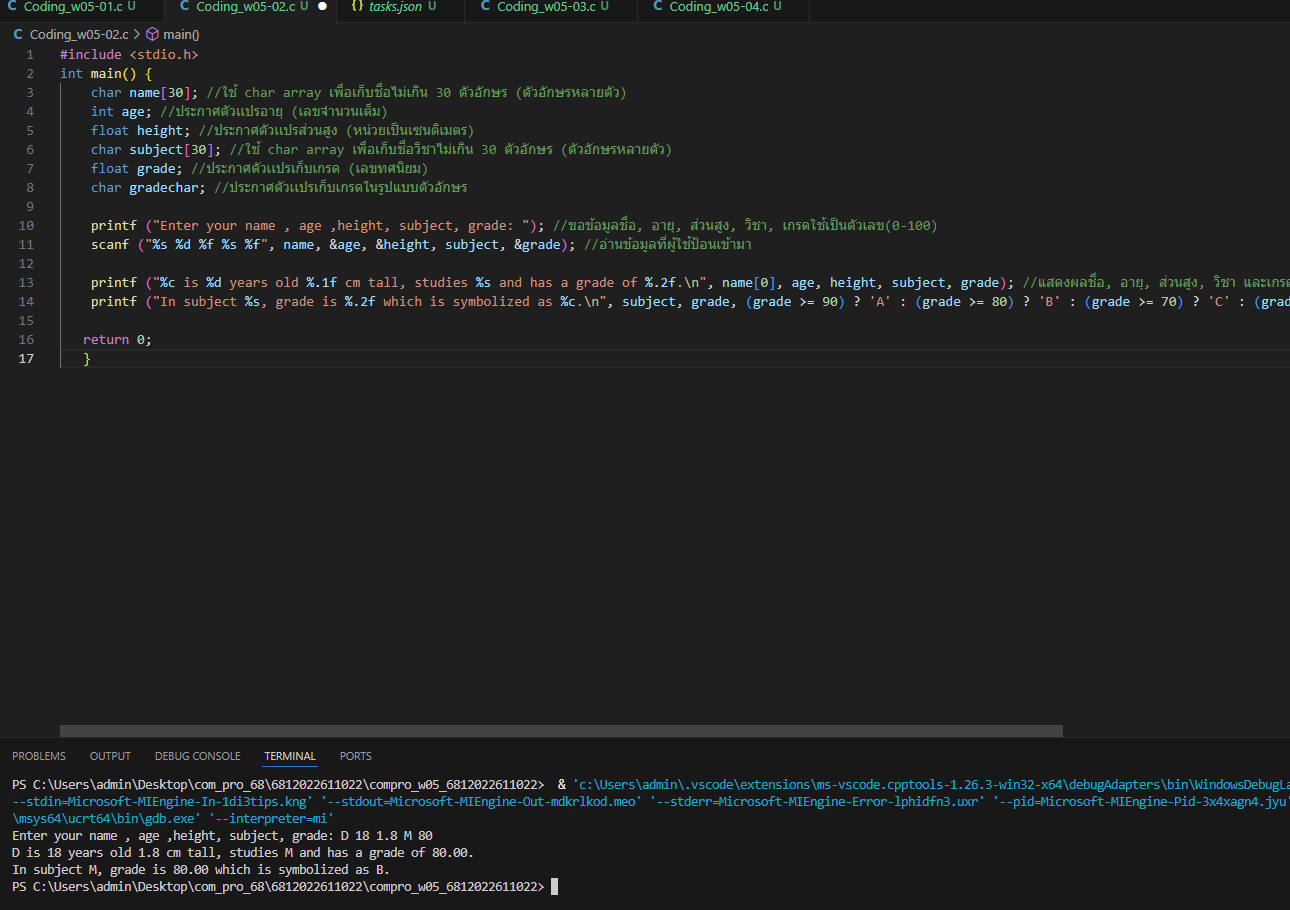 Coding_w05-01.c U Coding_w05-02.c U {} tasks.json U Coding_w05-03.c U Coding_w05-04.c U
Coding_w05-02.c > main()
1 #include <stdio.h>
2 int main() {
3 char name[30]; //ใช้ char array เพื่อเก็บชื่อไม่เกิน 30 ตัวอักษร (ตัวอักษรหลายตัว)
4 int age; //ประกาศตัวแปรอายุ (เลขจำนวนเต็ม)
5 float height; //ประกาศตัวแปรส่วนสูง (หน่วยเป็นเซนติเมตร)
6 char subject[30]; //ใช้ char array เพื่อเก็บชื่อวิชาไม่เกิน 30 ตัวอักษร (ตัวอักษรหลายตัว)
7 float grade; //ประกาศตัวแปรเก็บเกรด (เลขทศนิยม)
8 char gradechar; //ประกาศตัวแปรเก็บเกรดในรูปแบบตัวอักษร
9
10 printf ("Enter your name , age ,height, subject, grade: "); //ขอข้อมูลชื่อ, อายุ, ส่วนสูง, วิชา, เกรดใช้เป็นตัวเลข(0-100)
11 scanf ("%s %d %f %s %f", name, &age, &height, subject, &grade); //อ่านข้อมูลที่ผู้ใช้ป้อนเข้ามา
12
13 printf ("%c is %d years old %.1f cm tall, studies %s and has a grade of %.2f.\n", name[0], age, height, subject, grade); //แสดงผลชื่อ, อายุ, ส่วนสูง, วิชา และเกรด
14 printf ("In subject %s, grade is %.2f which is symbolized as %c.\n", subject, grade, (grade >= 90) ? 'A' : (grade >= 80) ? 'B' : (grade >= 70) ? 'C' : (grad
15
16 return 0;
17 }
PROBLEMS OUTPUT DEBUG CONSOLE TERMINAL PORTS
PS C:\Users\admin\Desktop\com_pro_68\6812022611022\compro_w05_6812022611022> & 'c:\Users\admin\.vscode\extensions\ms-vscode.cpptools-1.26.3-win32-x64\debugAdapters\bin\WindowsDebugLa
--stdin=Microsoft-MIEngine-In-1di3tips.kng' '--stdout=Microsoft-MIEngine-Out-mdkrlkod.meo' '--stderr=Microsoft-MIEngine-Error-lphidfn3.uxr' '--pid=Microsoft-MIEngine-Pid-3x4xagn4.jyu'
\msys64\ucrt64\bin\gdb.exe' '--interpreter=mi'
Enter your name , age ,height, subject, grade: D 18 1.8 M 80
D is 18 years old 1.8 cm tall, studies M and has a grade of 80.00.
In subject M, grade is 80.00 which is symbolized as B.
PS C:\Users\admin\Desktop\com_pro_68\6812022611022\compro_w05_6812022611022>